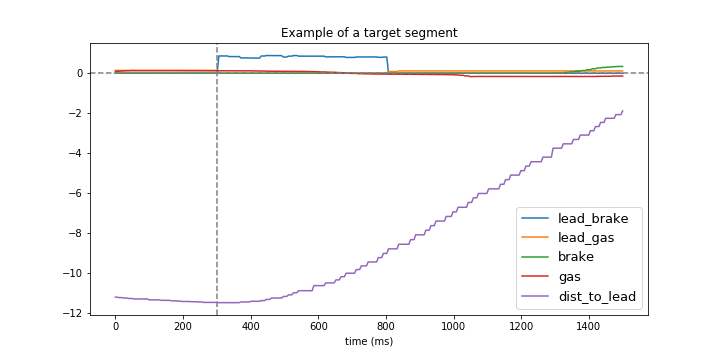 Example of a target segment
0
−2
−4
−6
−8
−10
−12
0 200 400 600 800 1000 1200 1400
time (ms)
lead_brake
lead_gas
brake
gas
dist_to_lead